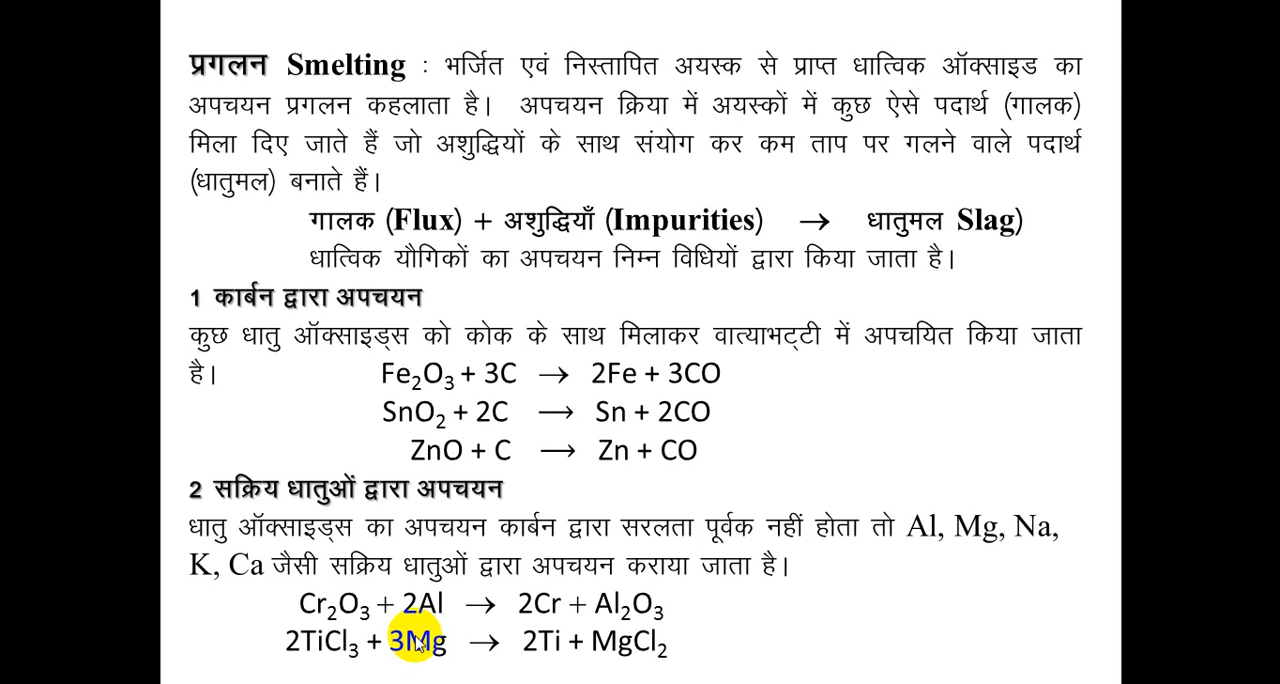 प्रगलन Smelting : भर्जित एवं निस्तापित अयस्क से प्राप्त धात्विक ऑक्साइड का
अपचयन प्रगलन कहलाता है। अपचयन क्रिया में अयस्कों में कुछ ऐसे पदार्थ (गालक)
मिला दिए जाते हैं जो अशुद्धियों के साथ संयोग कर कम ताप पर गलने वाले पदार्थ
(धातुमल) बनाते हैं।
गालक (Flux) + अशुद्धियाँ (Impurities) → धातुमल Slag)
धात्विक यौगिकों का अपचयन निम्न विधियों द्वारा किया जाता है।
1 कार्बन द्वारा अपचयन
कुछ धातु ऑक्साइड्स को कोक के साथ मिलाकर वात्याभट्टी में अपचयित किया जाता
है। Fe₂O₃ + 3C → 2Fe + 3CO
SnO₂ + 2C → Sn + 2CO
ZnO + C → Zn + CO
2 सक्रिय धातुओं द्वारा अपचयन
धातु ऑक्साइड्स का अपचयन कार्बन द्वारा सरलता पूर्वक नहीं होता तो Al, Mg, Na,
K, Ca जैसी सक्रिय धातुओं द्वारा अपचयन कराया जाता है।
Cr₂O₃ + 2Al → 2Cr + Al₂O₃
2TiCl₃ + 3Mg → 2Ti + MgCl₂